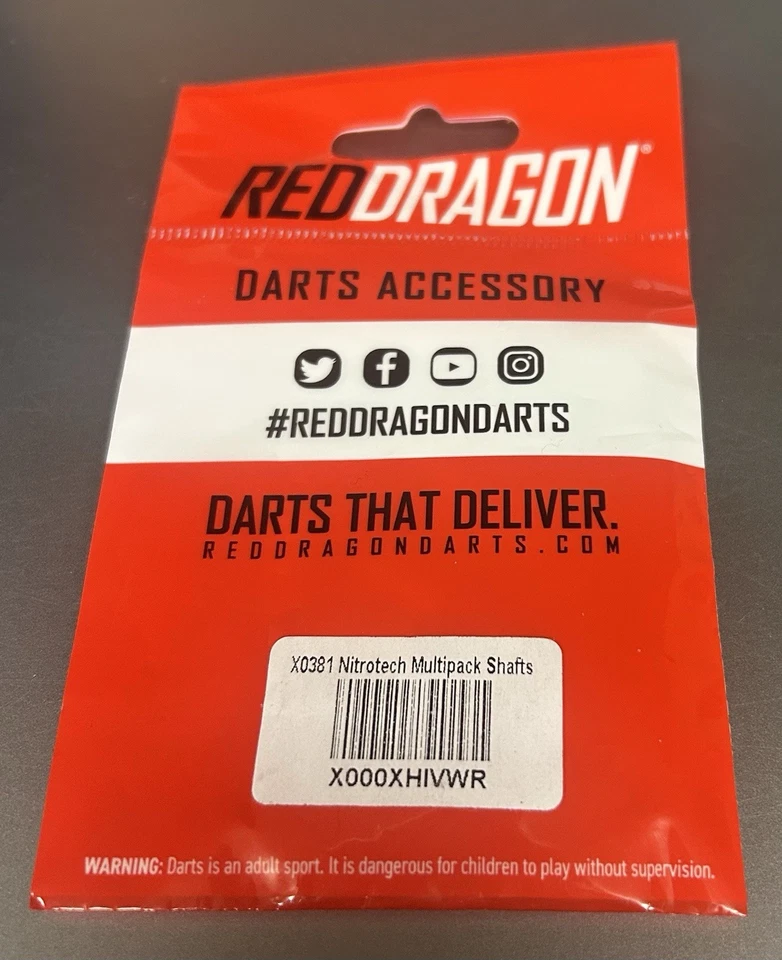 REDDRAGON®
DARTS ACCESSORY
#REDDRAGONDARTS
DARTS THAT DELIVER.
REDDRAGONDARTS.COM
X0381 Nitrotech Multipack Shafts
X000XHIVWR
WARNING: Darts is an adult sport. It is dangerous for children to play without supervision.